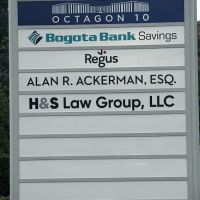 OCTAGON 10
Bogota Bank Savings
Regus
ALAN R. ACKERMAN, ESQ.
H&S Law Group, LLC